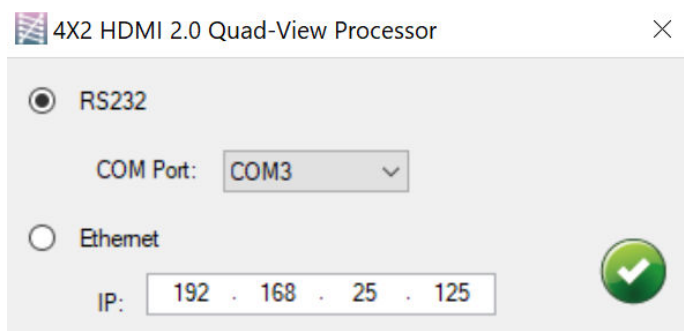 4X2 HDMI 2.0 Quad-View Processor
RS232
COM Port: COM3
Ethernet
IP: 192 . 168 . 25 . 125